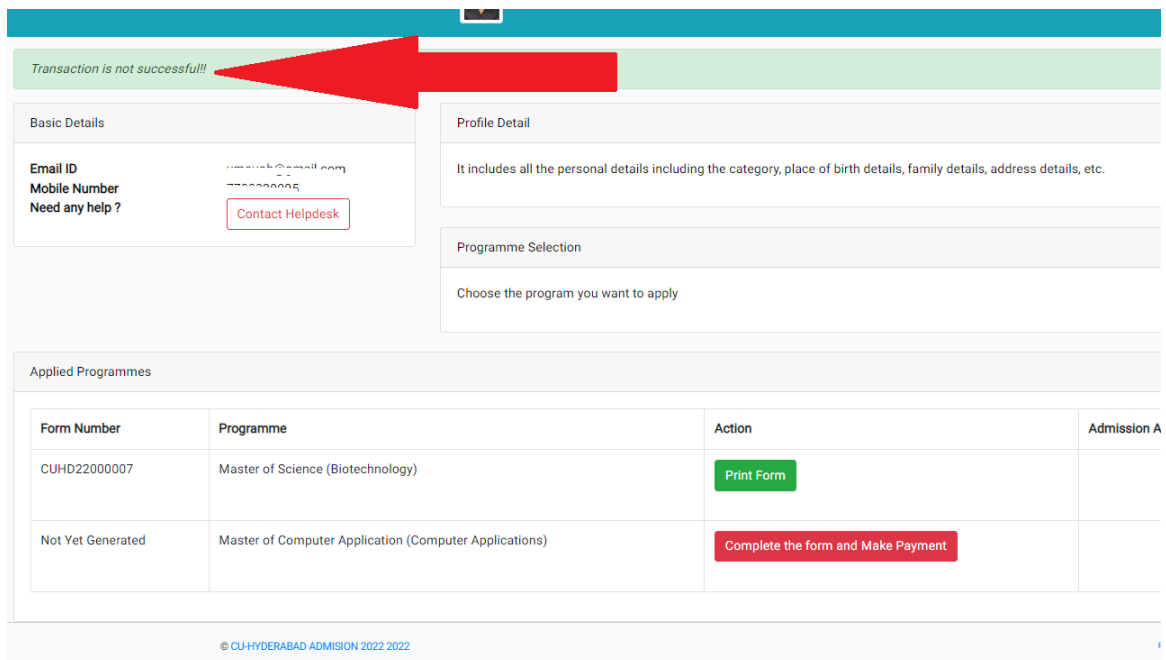 Transaction is not successful!!
Basic Details
Email ID
Mobile Number
Need any help ?
Contact Helpdesk
Profile Detail
It includes all the personal details including the category, place of birth details, family details, address details, etc.
Programme Selection
Choose the program you want to apply
Applied Programmes
Form Number Programme Action Admission A
CUHD22000007 Master of Science (Biotechnology) Print Form
Not Yet Generated Master of Computer Application (Computer Applications) Complete the form and Make Payment
© CU-HYDERABAD ADMISION 2022 2022